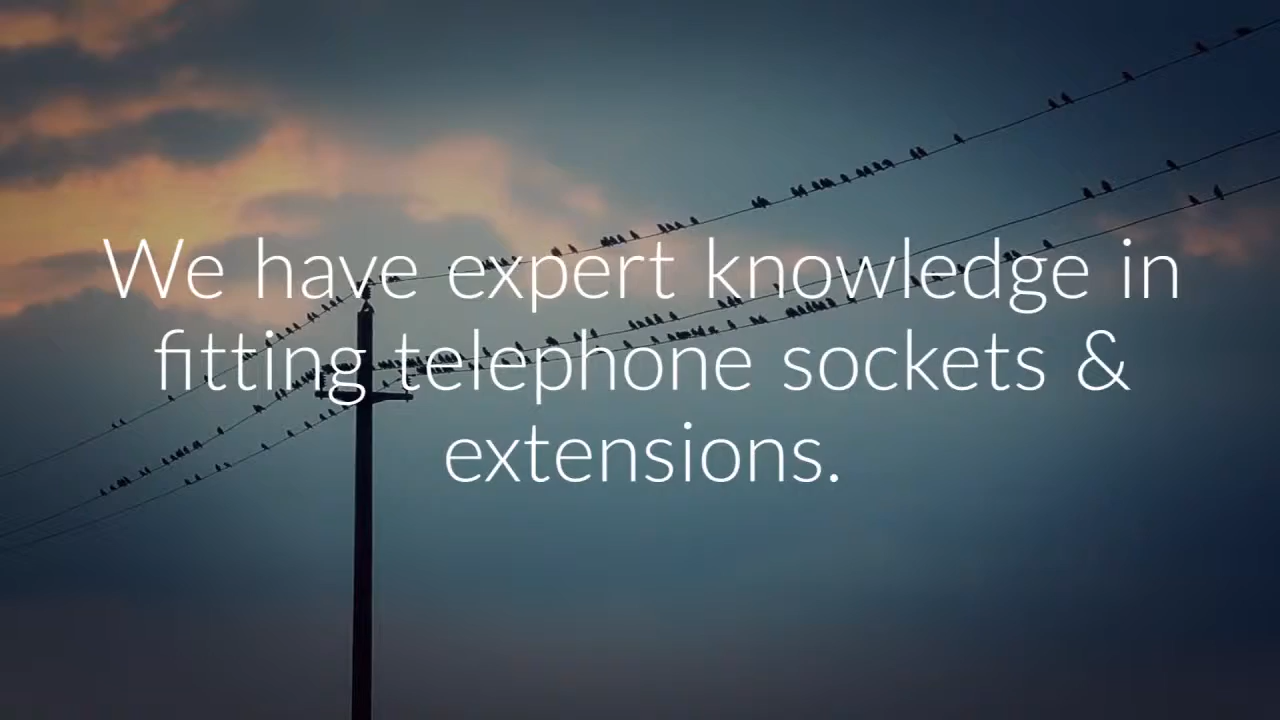 We have expert knowledge in
fitting telephone sockets &
extensions.